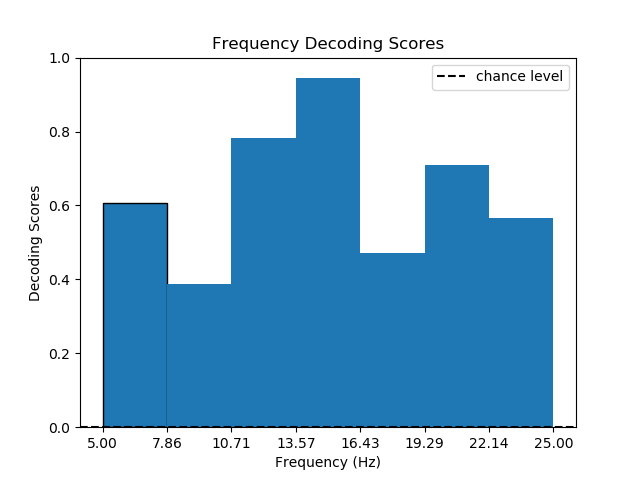 Frequency Decoding Scores
chance level
Decoding Scores
1.0
0.8
0.6
0.4
0.2
0.0
5.00 7.86 10.71 13.57 16.43 19.29 22.14 25.00
Frequency (Hz)